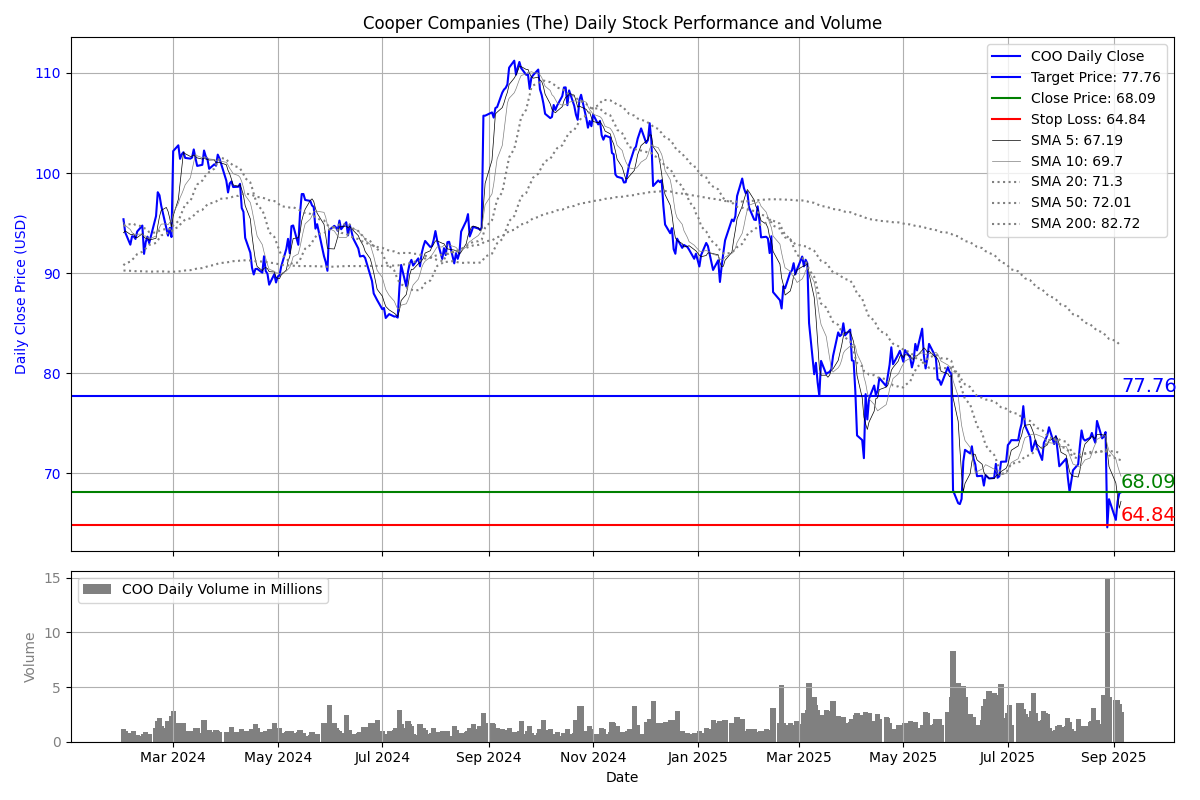 Cooper Companies (The) Daily Stock Performance and Volume
Daily Close Price (USD)
110
100
90
80
70
COO Daily Close
Target Price: 77.76
Close Price: 68.09
Stop Loss: 64.84
SMA 5: 67.19
SMA 10: 69.7
SMA 20: 71.3
SMA 50: 72.01
SMA 200: 82.72
77.76
68.09
64.84
Volume
15
10
5
0
COO Daily Volume in Millions
Mar 2024 May 2024 Jul 2024 Sep 2024 Nov 2024 Jan 2025 Mar 2025 May 2025 Jul 2025 Sep 2025
Date